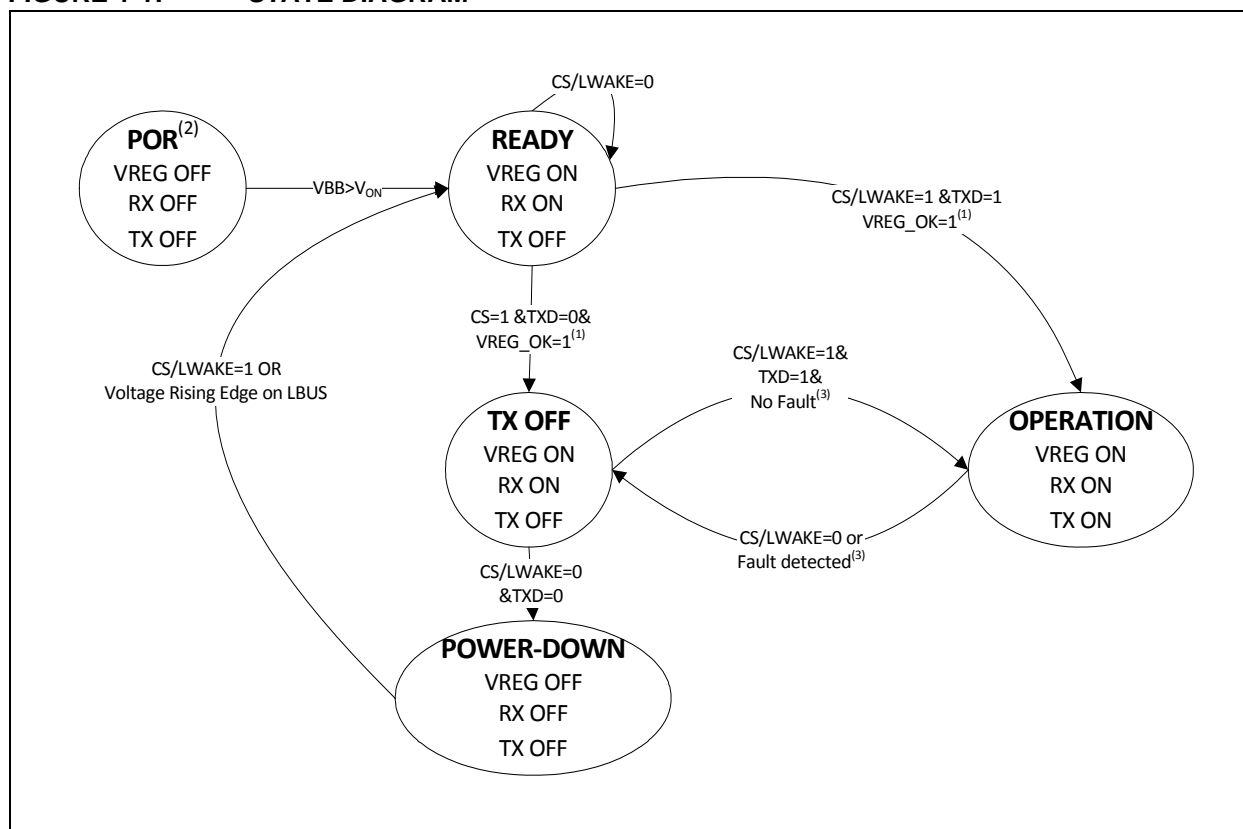 CS/LWAKE=0
POR(2)
VREG OFF
RX OFF
TX OFF
VBB>VON
READY
VREG ON
RX ON
TX OFF
CS/LWAKE=1 &TXD=1
VREG_OK=1(1)
CS=1 &TXD=0&
VREG_OK=1(1)
CS/LWAKE=1 OR
Voltage Rising Edge on LBUS
CS/LWAKE=1&
TXD=1&
No Fault(3)
TX OFF
VREG ON
RX ON
TX OFF
OPERATION
VREG ON
RX ON
TX ON
CS/LWAKE=0 or
Fault detected(3)
CS/LWAKE=0
&TXD=0
POWER-DOWN
VREG OFF
RX OFF
TX OFF